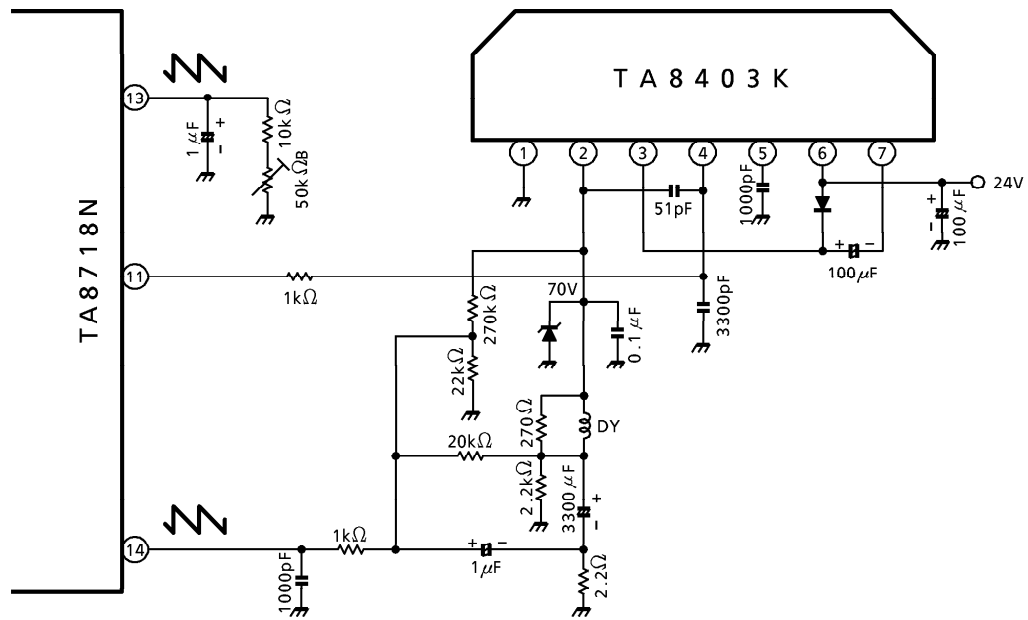 TA8403K
1
2
3
4
5
6
7
24V
51pF
1000pF
100μF
100μF
TA8718N
13
1μF
+
-
10kΩ
50kΩB
11
1kΩ
70V
270kΩ
22kΩ
0.1μF
3300pF
270Ω
DY
20kΩ
2.2kΩ
3300μF
+
-
14
1kΩ
1000pF
+
-
1μF
2.2Ω
+
-
+
-